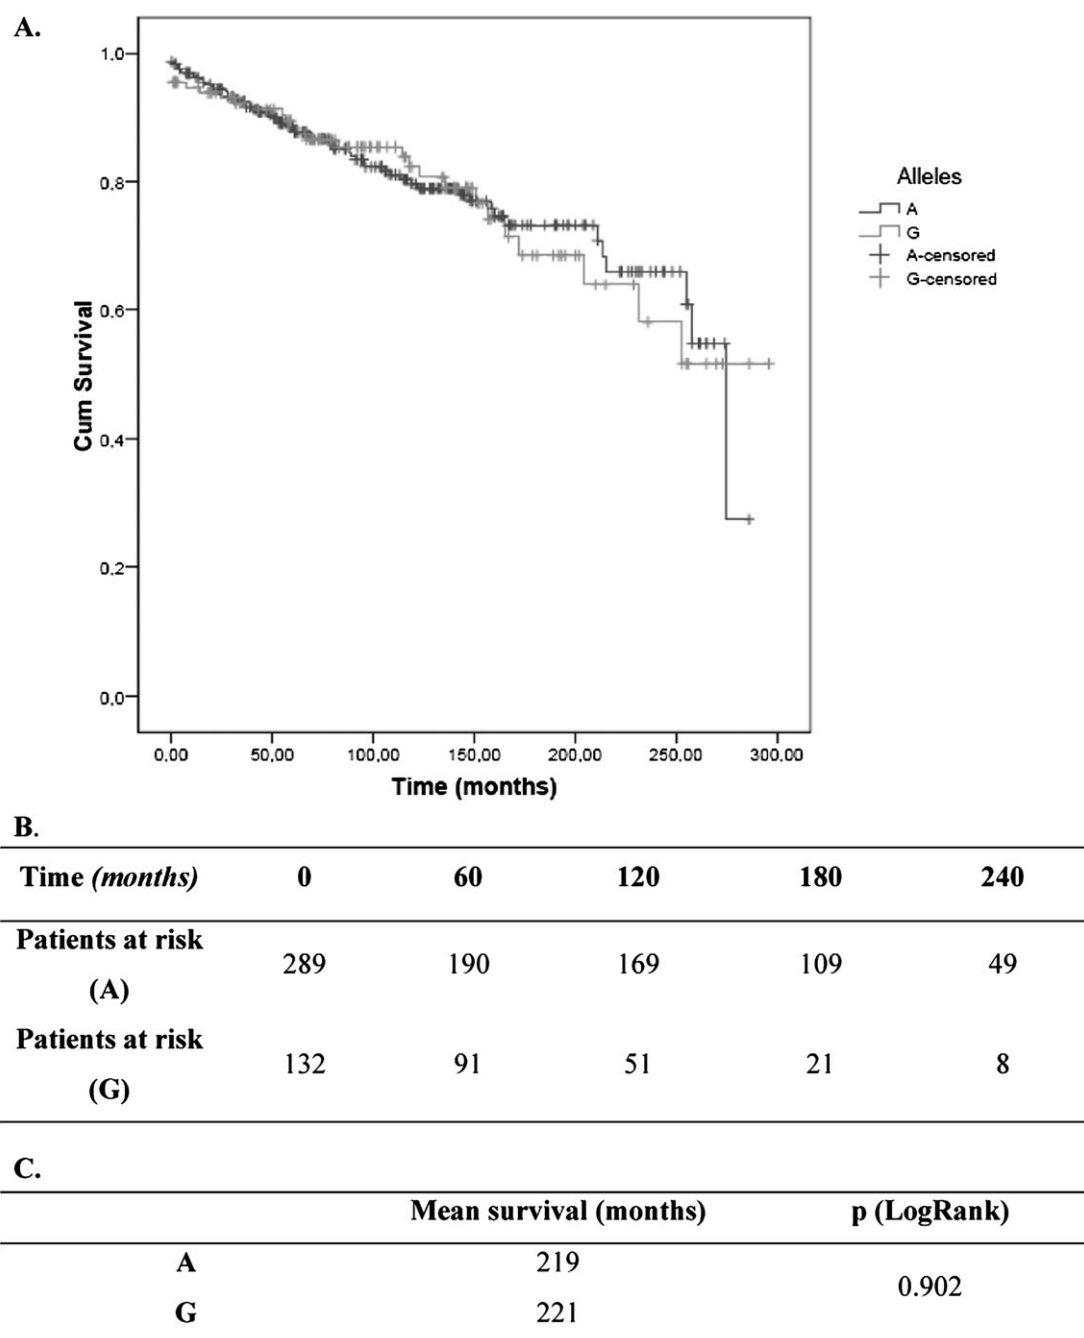 A.
Cum Survival
1.0
0.8
0.6
0.4
0.2
0.0
0.00 50.00 100.00 150.00 200.00 250.00 300.00
Time (months)
Alleles
A
G
A-censored
G-censored
B.
Time (months) 0 60 120 180 240
Patients at risk
(A)
289 190 169 109 49
Patients at risk
(G)
132 91 51 21 8
C.
Mean survival (months) p (LogRank)
A 219
0.902
G 221